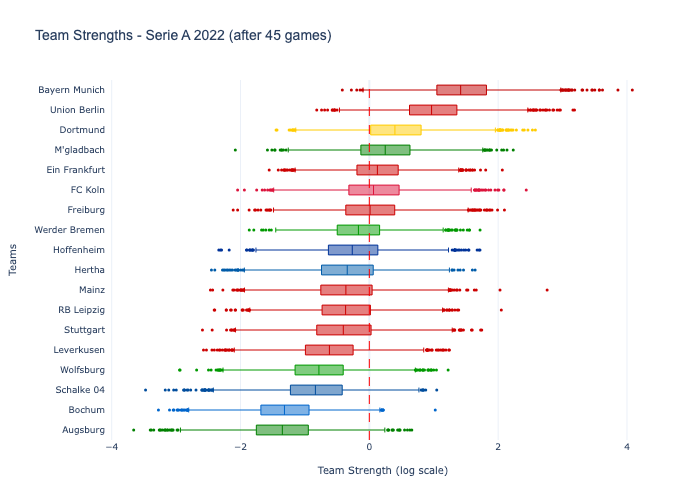 Team Strengths - Serie A 2022 (after 45 games)
Bayern Munich
Union Berlin
Dortmund
M'gladbach
Ein Frankfurt
FC Koln
Freiburg
Werder Bremen
Hoffenheim
Hertha
Mainz
RB Leipzig
Stuttgart
Leverkusen
Wolfsburg
Schalke 04
Bochum
Augsburg
Teams
−4 −2 0 2 4
Team Strength (log scale)